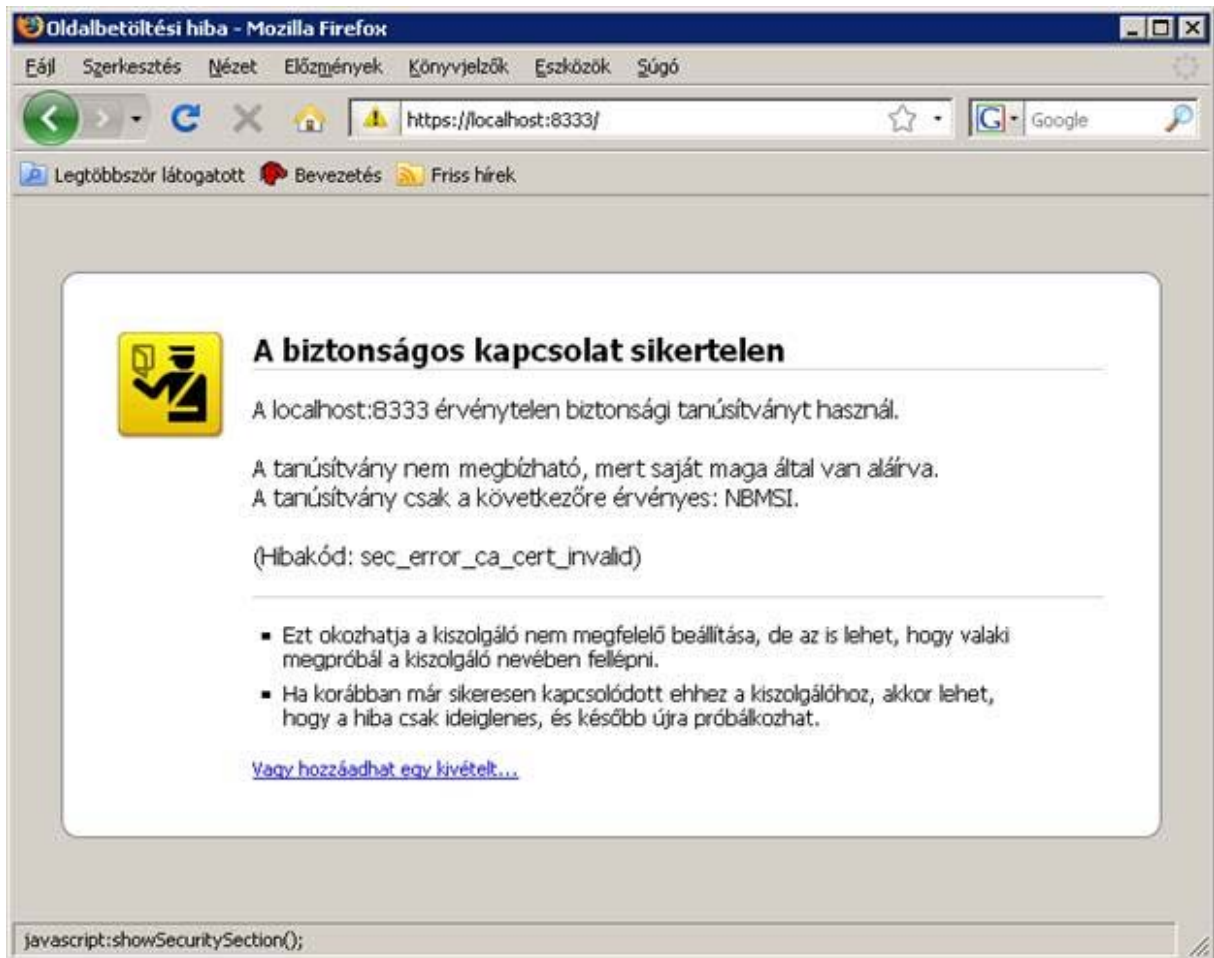 Oldalbetöltési hiba - Mozilla Firefox
Fájl Szerkesztés Nézet Előzmények Könyvjelzők Eszközök Súgó
https://localhost:8333/
G Google
Legtöbbször látogatott Bevezetés Friss hírek
A biztonságos kapcsolat sikertelen
A localhost:8333 érvénytelen biztonsági tanúsítványt használ.
A tanúsítvány nem megbízható, mert saját maga által van aláírva.
A tanúsítvány csak a következőre érvényes: NBMSI.
(Hibakód: sec_error_ca_cert_invalid)
Ezt okozhatja a kiszolgáló nem megfelelő beállítása, de az is lehet, hogy valaki
megpróbál a kiszolgáló nevében fellépni.
Ha korábban már sikeresen kapcsolódott ehhez a kiszolgálóhoz, akkor lehet,
hogy a hiba csak ideiglenes, és később újra próbálkozhat.
Vagy hozzáadhat egy kivételt...
javascript:showSecuritySection();